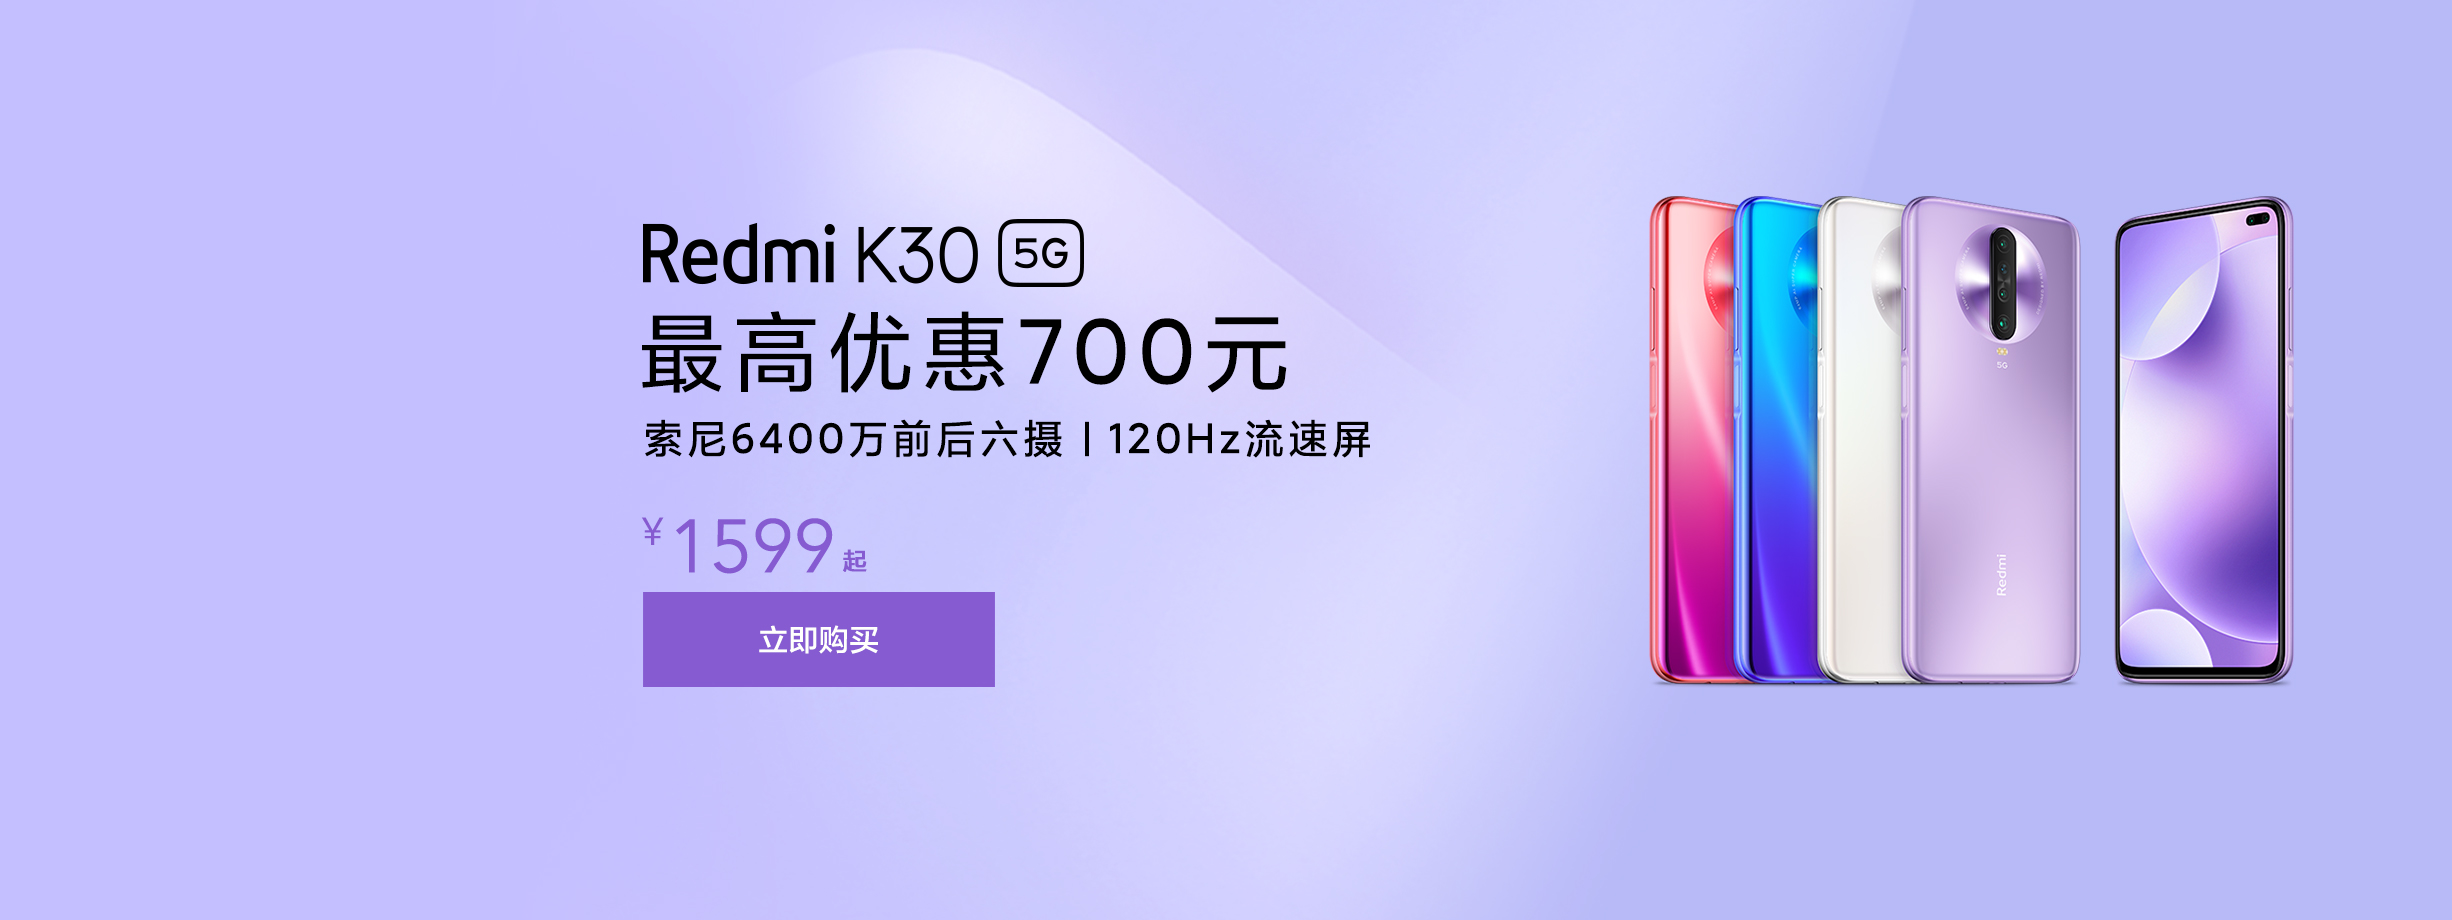 Redmi K30 5G
最高优惠700元
索尼6400万前后六摄 | 120Hz流速屏
¥1599起
立即购买
5G
Redmi